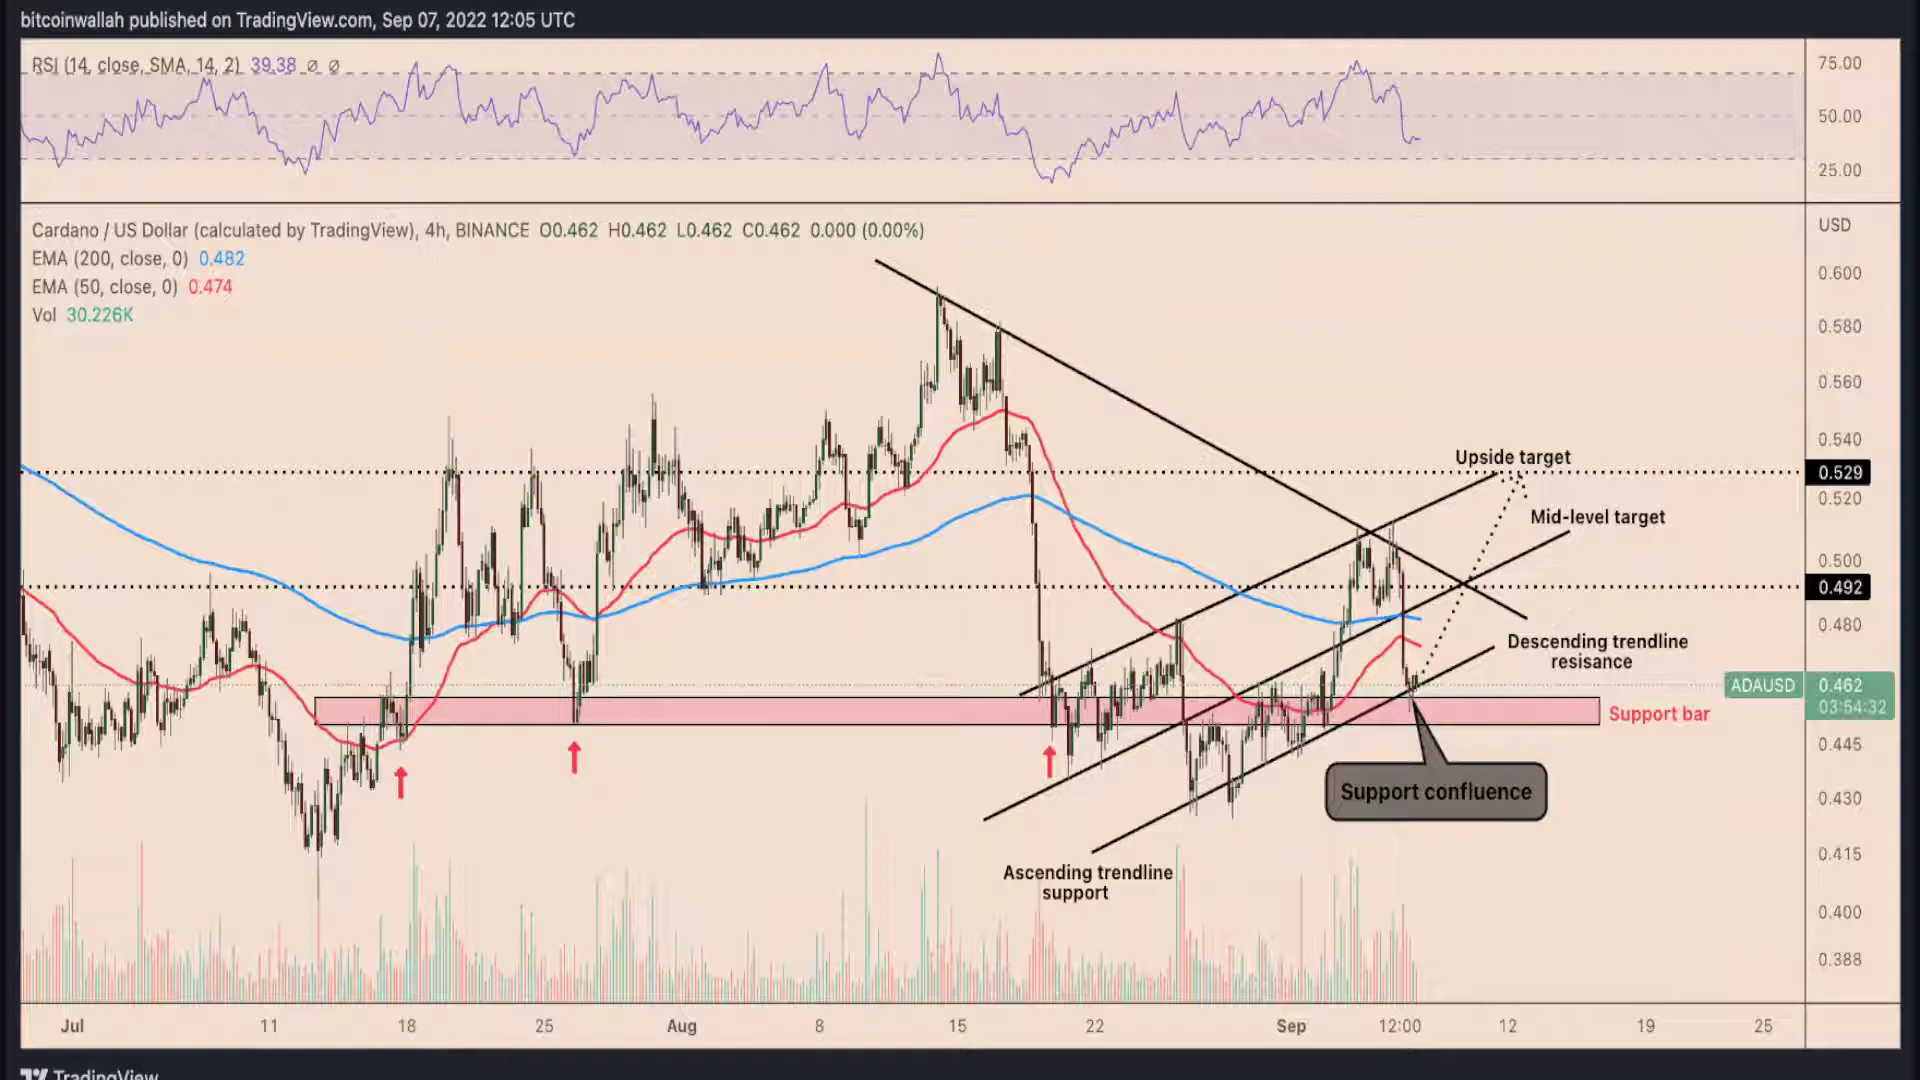 bitcoinwallah published on TradingView.com, Sep 07, 2022 12:05 UTC
RSI (14, close, SMA, 14, 2) 39.38 ∅ ∅
75.00
50.00
25.00
Cardano / US Dollar (calculated by TradingView), 4h, BINANCE O0.462 H0.462 L0.462 C0.462 0.000 (0.00%)
USD
EMA (200, close, 0) 0.482
EMA (50, close, 0) 0.474
Vol 30.226K
0.600
0.580
0.560
0.540
Upside target
0.529
0.520
Mid-level target
0.500
0.492
0.480
Descending trendline
resisance
ADAUSD 0.462
03:54:32
Support bar
0.445
Support confluence
0.430
0.415
Ascending trendline
support
0.400
0.388
Jul 11 18 25 Aug 8 15 22 Sep 12:00 12 19 25
TradingView